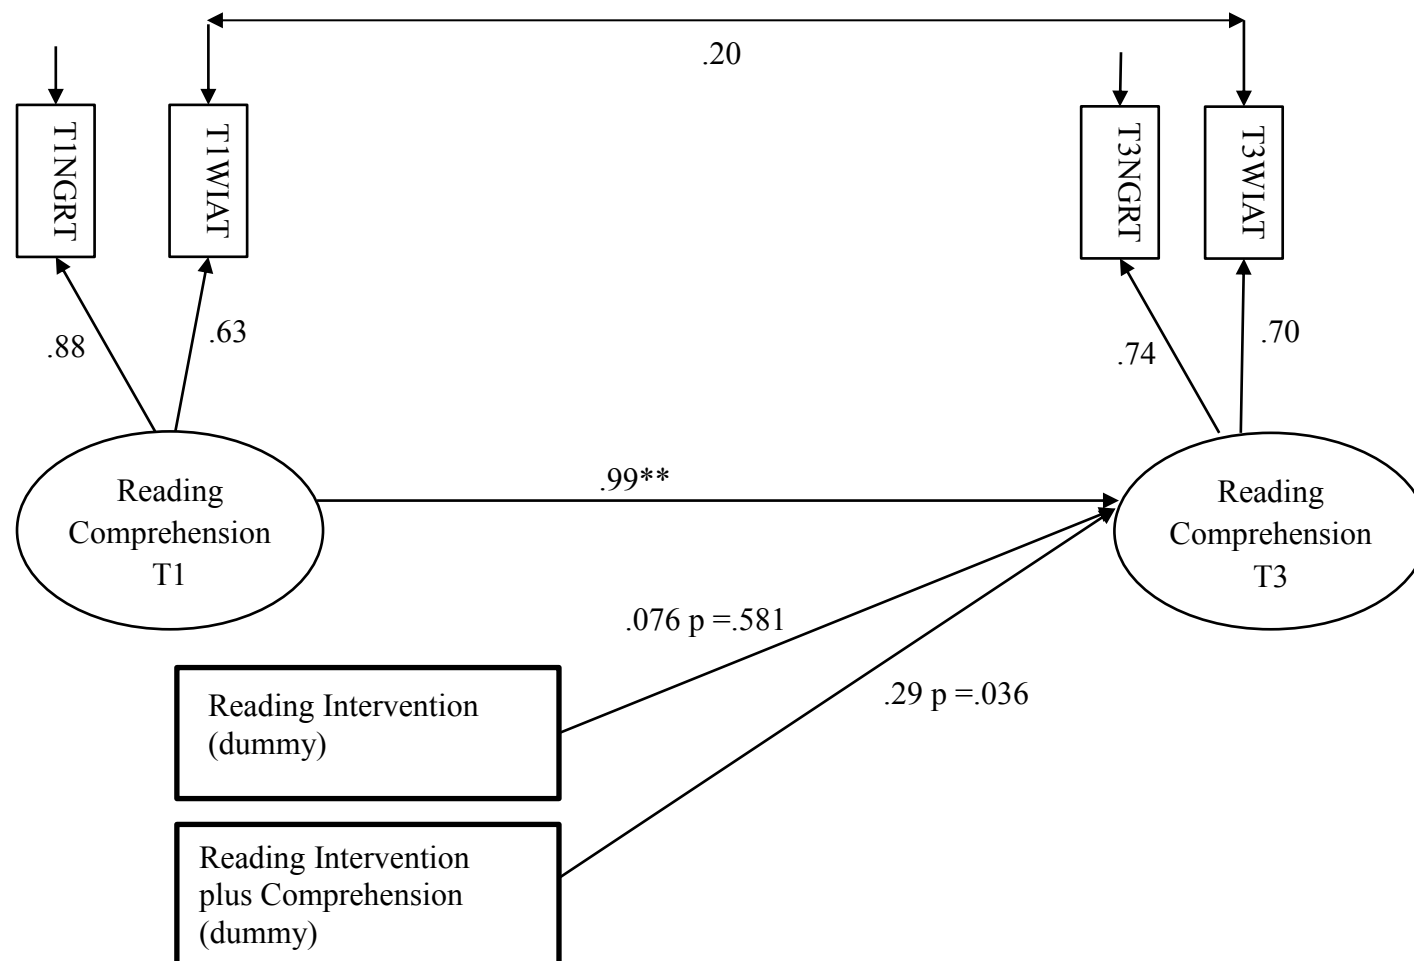 .20
T1NGRT
T1WIAT
T3NGRT
T3WIAT
.88
.63
.74
.70
Reading
Comprehension
T1
.99**
Reading
Comprehension
T3
.076 p =.581
.29 p =.036
Reading Intervention
(dummy)
Reading Intervention
plus Comprehension
(dummy)